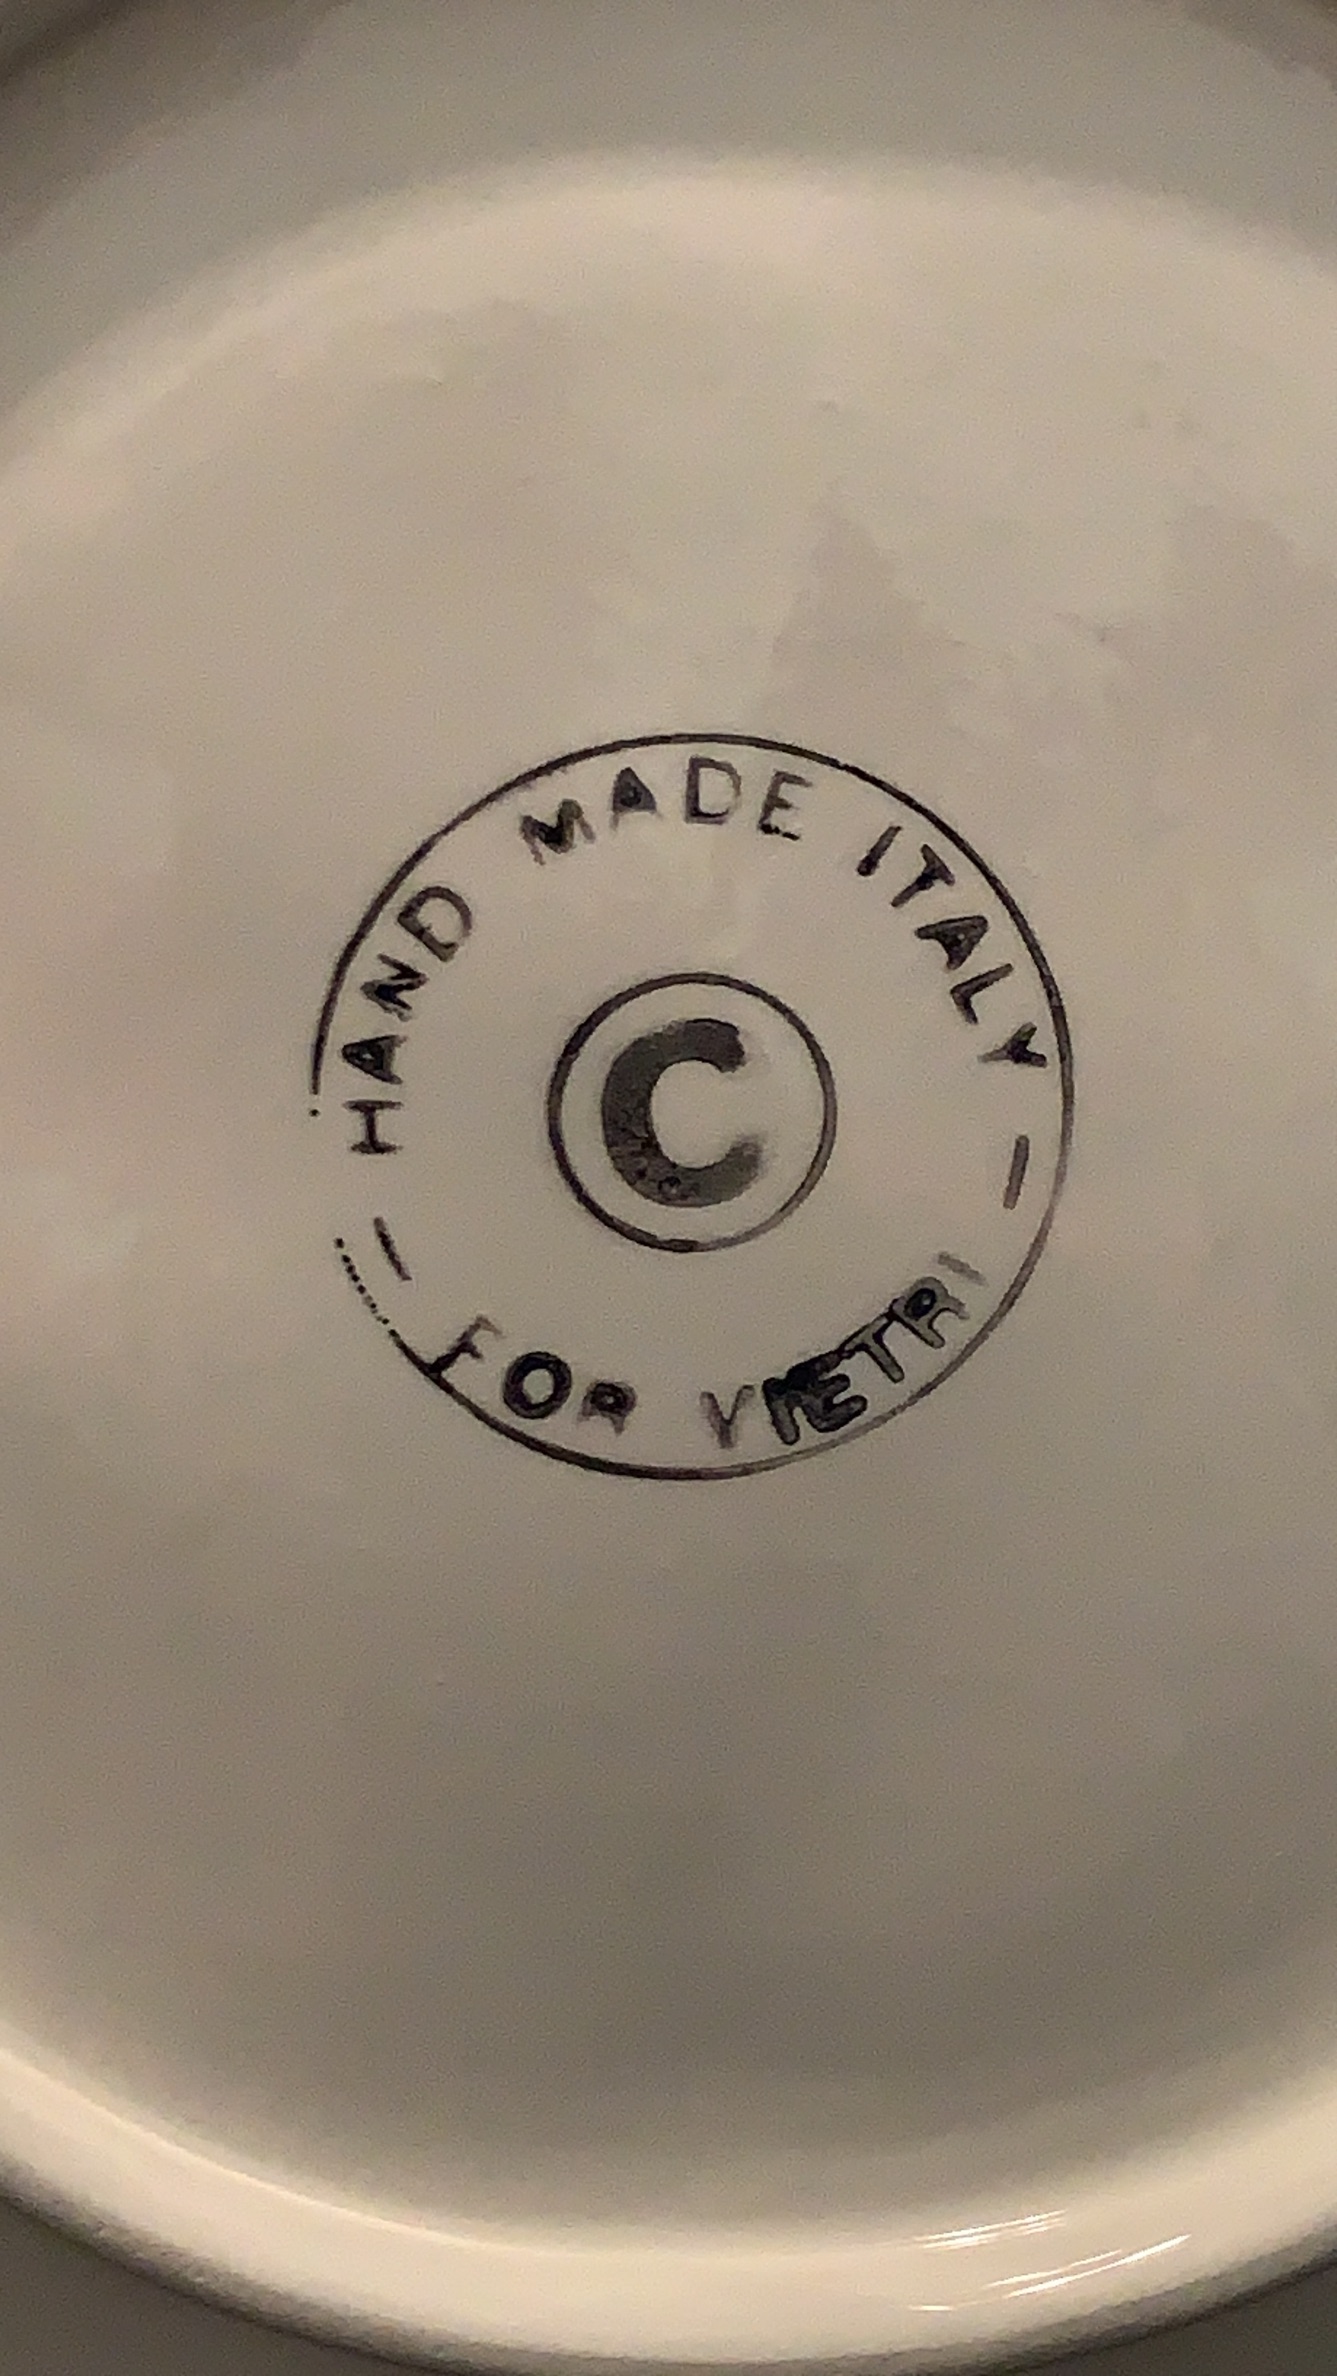 HAND MADE ITALY
— FOR VIETRI —
C